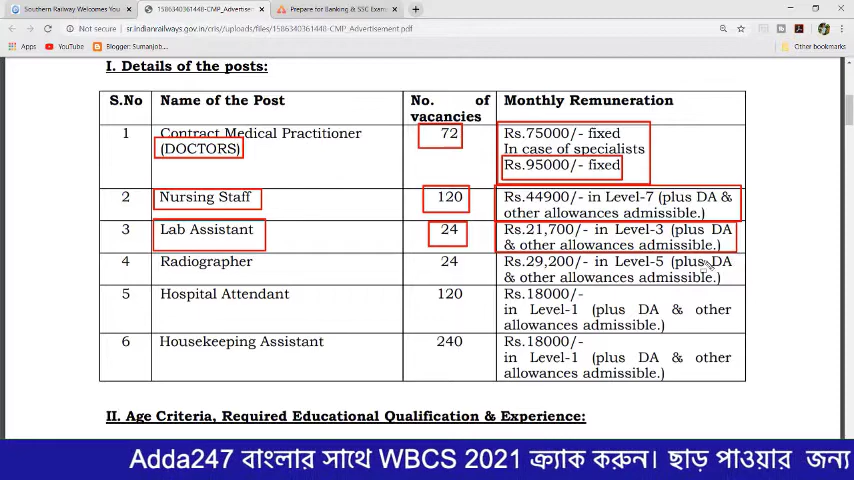 Southern Railway Welcomes You
1586340361448-CMP_Advertisemen
Prepare for Banking & SSC Exam
Not secure | sr.indianrailways.gov.in/cris//uploads/files/1586340361448-CMP_Advertisement.pdf
Apps YouTube Blogger: Sumanjob... Other bookmarks
I. Details of the posts:
S.No Name of the Post No. of vacancies Monthly Remuneration
1 Contract Medical Practitioner (DOCTORS) 72 Rs.75000/- fixed
In case of specialists
Rs.95000/- fixed
2 Nursing Staff 120 Rs.44900/- in Level-7 (plus DA &
other allowances admissible.)
3 Lab Assistant 24 Rs.21,700/- in Level-3 (plus DA
& other allowances admissible.)
4 Radiographer 24 Rs.29,200/- in Level-5 (plus DA
& other allowances admissible.)
5 Hospital Attendant 120 Rs.18000/-
in Level-1 (plus DA & other
allowances admissible.)
6 Housekeeping Assistant 240 Rs.18000/-
in Level-1 (plus DA & other
allowances admissible.)
II. Age Criteria, Required Educational Qualification & Experience:
Adda247 বাংলার সাথে WBCS 2021 ক্র্যাক করুন। ছাড় পাওয়ার জন্য